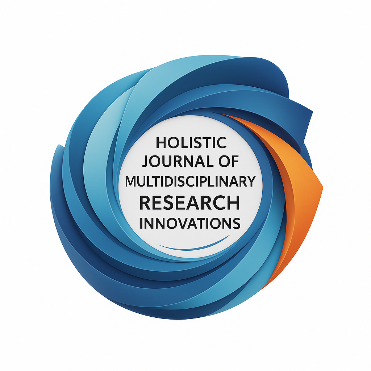 HOLISTIC
JOURNAL OF
MULTIDISCIPLINARY
RESEARCH
INNOVATIONS